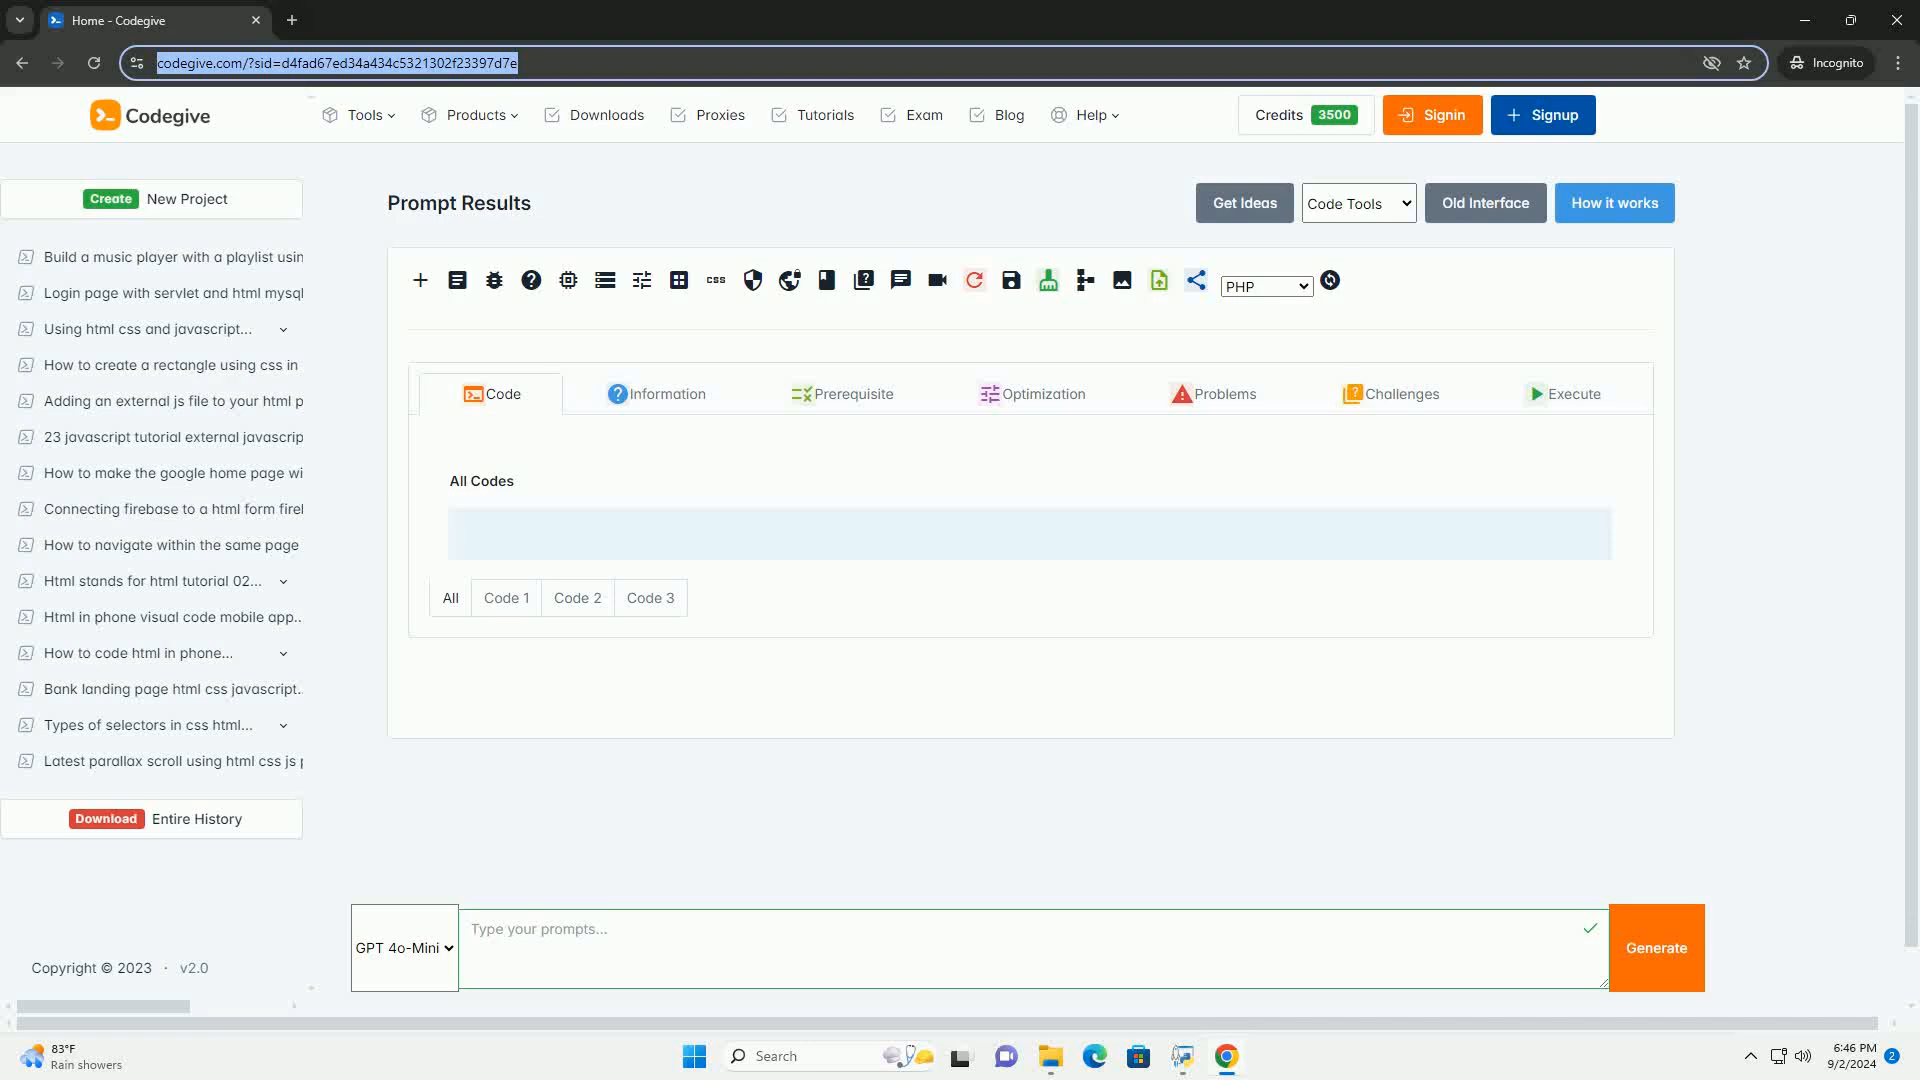 Home - Codegive
codegive.com/?sid=d4fad67ed34a434c5321302f23397d7e
Incognito
Codegive
Tools
Products
Downloads
Proxies
Tutorials
Exam
Blog
Help
Credits 3500
Signin
Signup
Create New Project
Build a music player with a playlist usin
Login page with servlet and html mysql
Using html css and javascript...
How to create a rectangle using css in
Adding an external js file to your html p
23 javascript tutorial external javascrip
How to make the google home page wi
Connecting firebase to a html form firel
How to navigate within the same page
Html stands for html tutorial 02...
Html in phone visual code mobile app...
How to code html in phone...
Bank landing page html css javascript.
Types of selectors in css html...
Latest parallax scroll using html css js p
Download Entire History
Copyright © 2023 · v2.0
Prompt Results
Get Ideas
Code Tools
Old Interface
How it works
css
PHP
Code
Information
Prerequisite
Optimization
Problems
Challenges
Execute
All Codes
All
Code 1
Code 2
Code 3
GPT 4o-Mini
Type your prompts...
Generate
83°F
Rain showers
Search
6:46 PM
9/2/2024
2